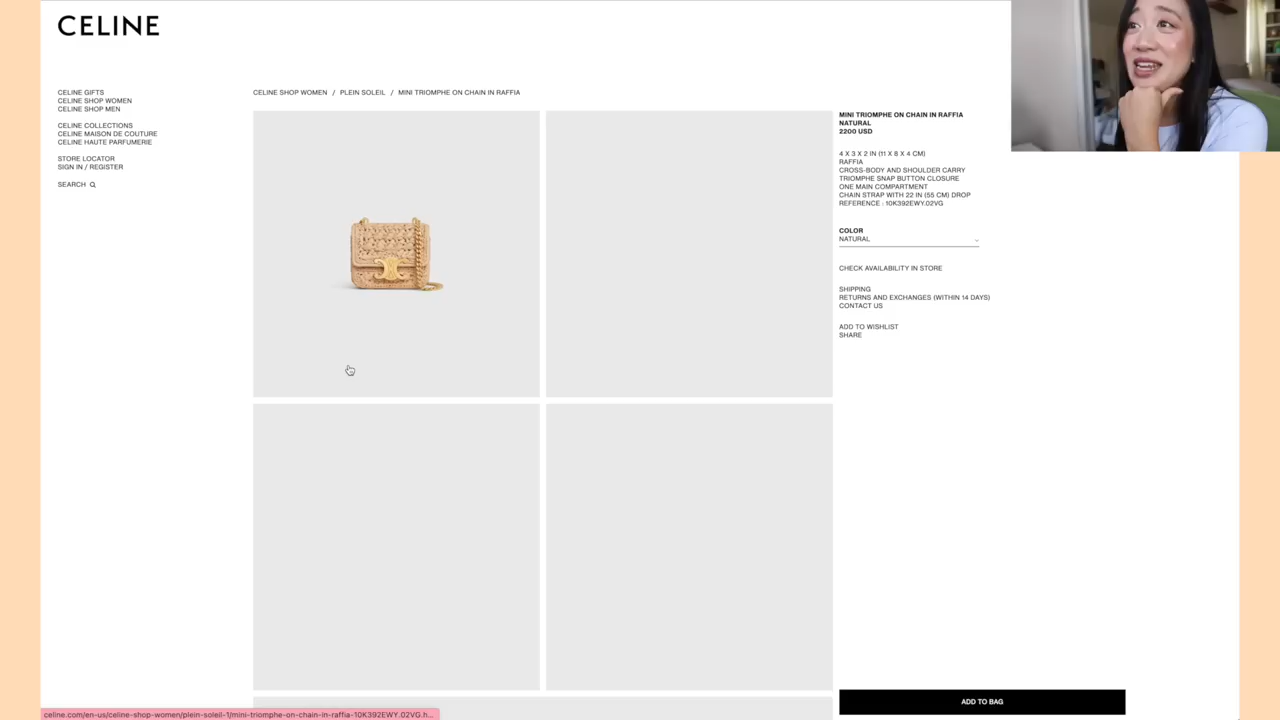 CELINE
CELINE GIFTS
CELINE SHOP WOMEN
CELINE SHOP MEN
CELINE COLLECTIONS
CELINE MAISON DE COUTURE
CELINE HAUTE PARFUMERIE
STORE LOCATOR
SIGN IN / REGISTER
SEARCH
CELINE SHOP WOMEN / PLEIN SOLEIL / MINI TRIOMPHE ON CHAIN IN RAFFIA
MINI TRIOMPHE ON CHAIN IN RAFFIA
NATURAL
2200 USD
4 X 3 X 2 IN (11 X 8 X 4 CM)
RAFFIA
CROSS-BODY AND SHOULDER CARRY
TRIOMPHE SNAP BUTTON CLOSURE
ONE MAIN COMPARTMENT
CHAIN STRAP WITH 22 IN (55 CM) DROP
REFERENCE : 10K392EWY.02VG
COLOR
NATURAL
CHECK AVAILABILITY IN STORE
SHIPPING
RETURNS AND EXCHANGES (WITHIN 14 DAYS)
CONTACT US
ADD TO WISHLIST
SHARE
ADD TO BAG
celine.com/en-us/celine-shop-women/plein-soleil-1/mini-triomphe-on-chain-in-raffia-10K392EWY.02VG.h...